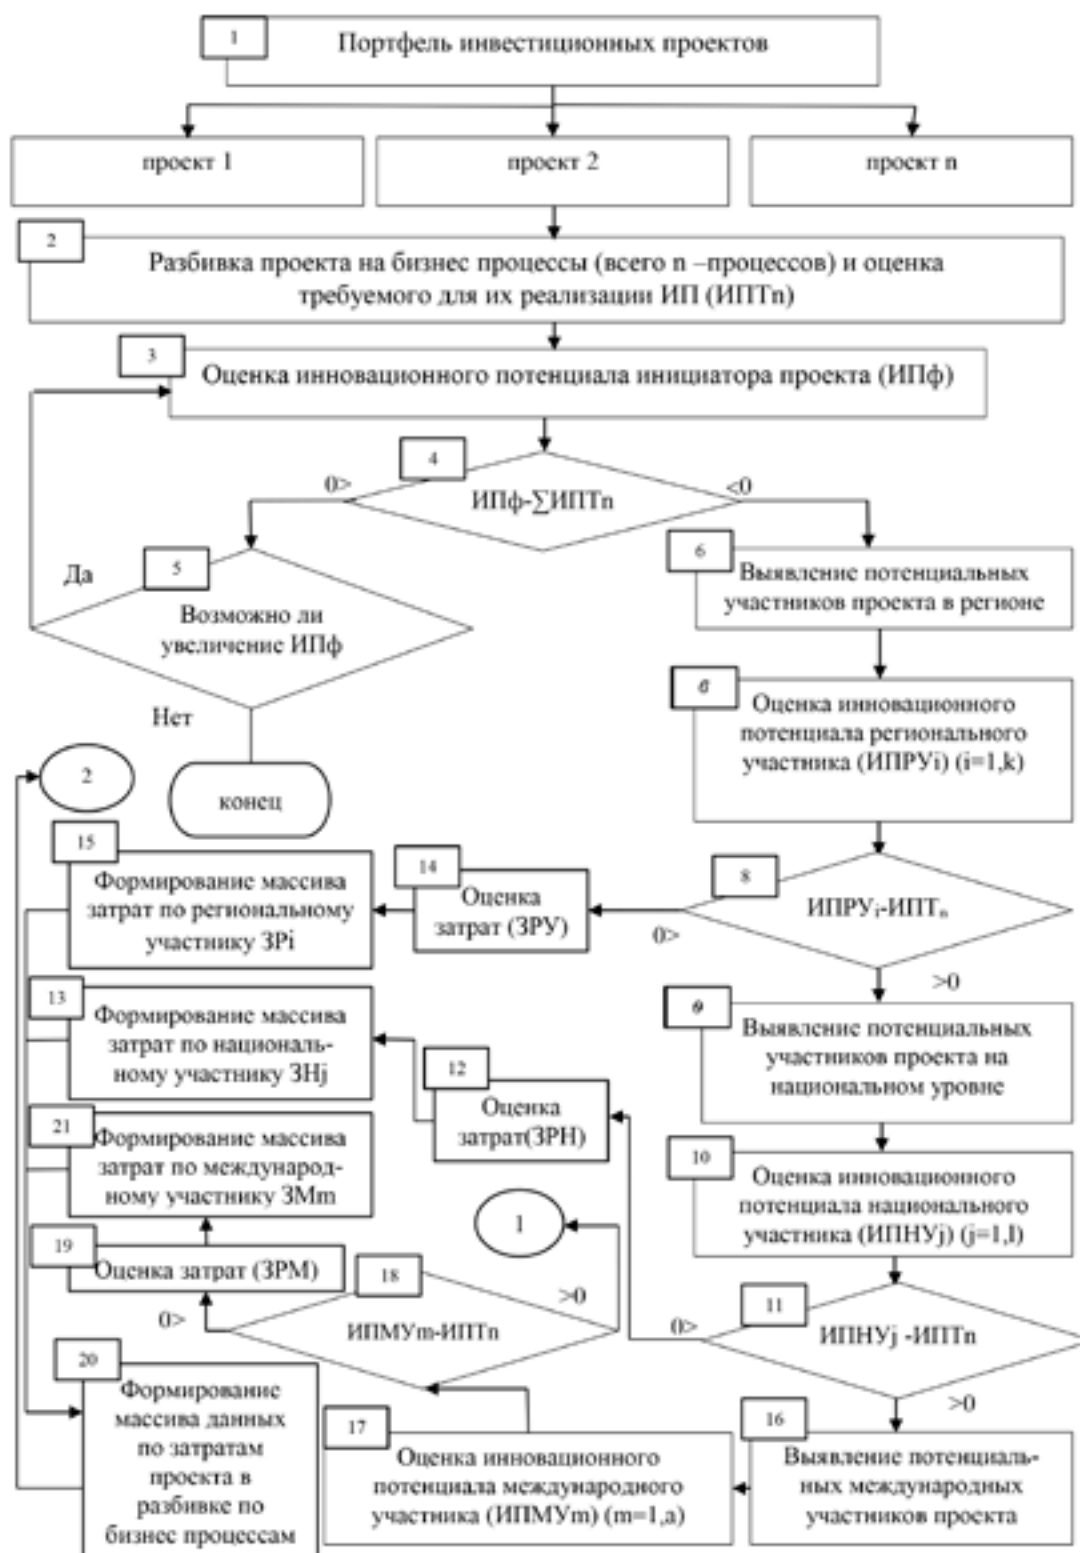 1
Портфель инвестиционных проектов
проект 1
проект 2
проект n
2
Разбивка проекта на бизнес процессы (всего n –процессов) и оценка
требуемого для их реализации ИП (ИПТn)
3
Оценка инновационного потенциала инициатора проекта (ИПф)
4
0>
ИПф-∑ИПТn
<0
5
Да
Возможно ли
увеличение ИПф
Нет
конец
6
Выявление потенциальных
участников проекта в регионе
6
Оценка инновационного
потенциала регионального
участника (ИПРУi) (i=1,k)
8
ИПРУi-ИПТn
0>
>0
14
Оценка
затрат (ЗРУ)
2
15
Формирование массива
затрат по региональному
участнику ЗРi
13
Формирование массива
затрат по националь-
ному участнику ЗНj
12
Оценка
затрат(ЗРН)
9
Выявление потенциальных
участников проекта на
национальном уровне
10
Оценка инновационного
потенциала национального
участника (ИПНУj) (j=1,l)
11
0>
ИПНУj -ИПТn
>0
21
Формирование массива
затрат по международ-
ному участнику ЗМm
1
19
Оценка затрат (ЗРМ)
18
0>
ИПМУm-ИПТn
>0
20
Формирование
массива данных
по затратам
проекта в
разбивке по
бизнес процессам
17
Оценка инновационного
потенциала международного
участника (ИПМУm) (m=1,a)
16
Выявление потенциаль-
ных международных
участников проекта